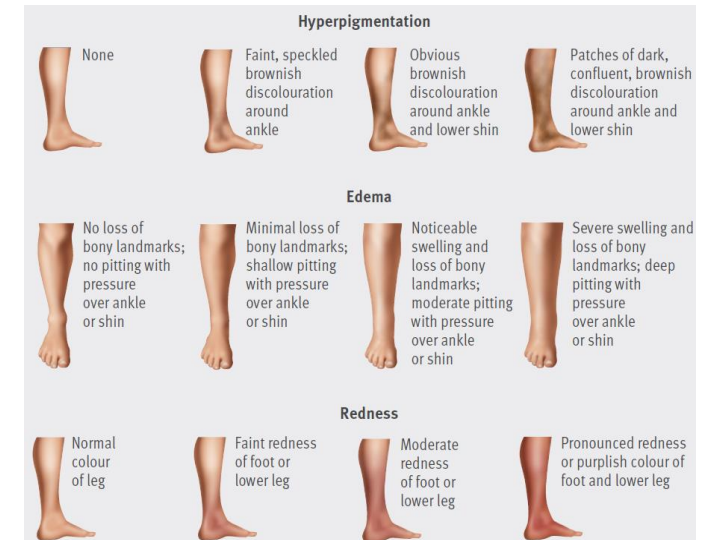 Hyperpigmentation
None
Faint, speckled
brownish
discolouration
around
ankle
Obvious
brownish
discolouration
around ankle
and lower shin
Patches of dark,
confluent, brownish
discolouration
around ankle and
lower shin
Edema
No loss of
bony landmarks;
no pitting with
pressure
over ankle
or shin
Minimal loss of
bony landmarks;
shallow pitting
with pressure
over ankle
or shin
Noticeable
swelling and
loss of bony
landmarks;
moderate pitting
with pressure
over ankle
or shin
Severe swelling and
loss of bony
landmarks; deep
pitting with
pressure
over ankle
or shin
Redness
Normal
colour
of leg
Faint redness
of foot or
lower leg
Moderate
redness
of foot or
lower leg
Pronounced redness
or purplish colour of
foot and lower leg